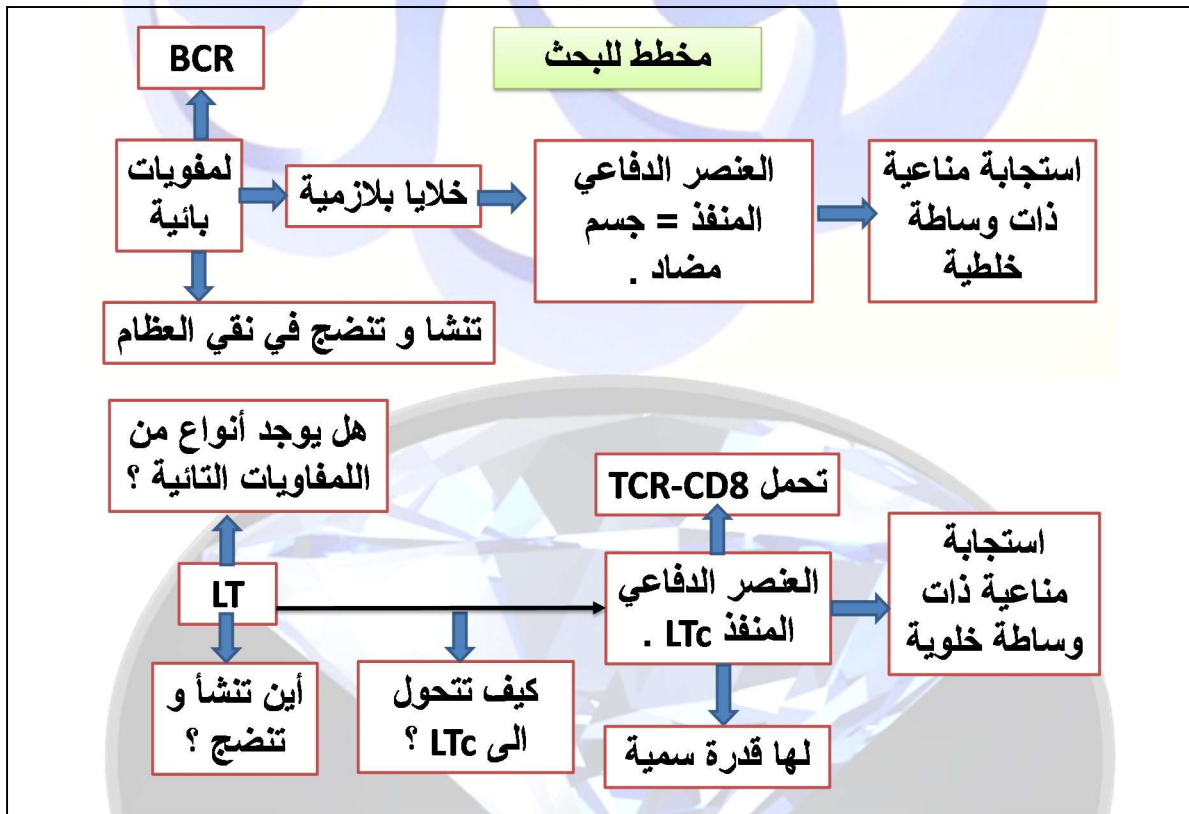 مخطط للبحث
BCR
لمفويات
بائية
خلايا بلازمية
العنصر الدفاعي
المنفذ = جسم
مضاد .
استجابة مناعية
ذات وساطة
خلطية
تنشا و تنضج في نقي العظام
هل يوجد أنواع من
اللمفاويات التائية ؟
LT
أين تنشأ و
تنضج ؟
كيف تتحول
الى LTc ؟
تحمل TCR-CD8
العنصر الدفاعي
المنفذ LTc .
لها قدرة سمية
استجابة
مناعية ذات
وساطة خلوية